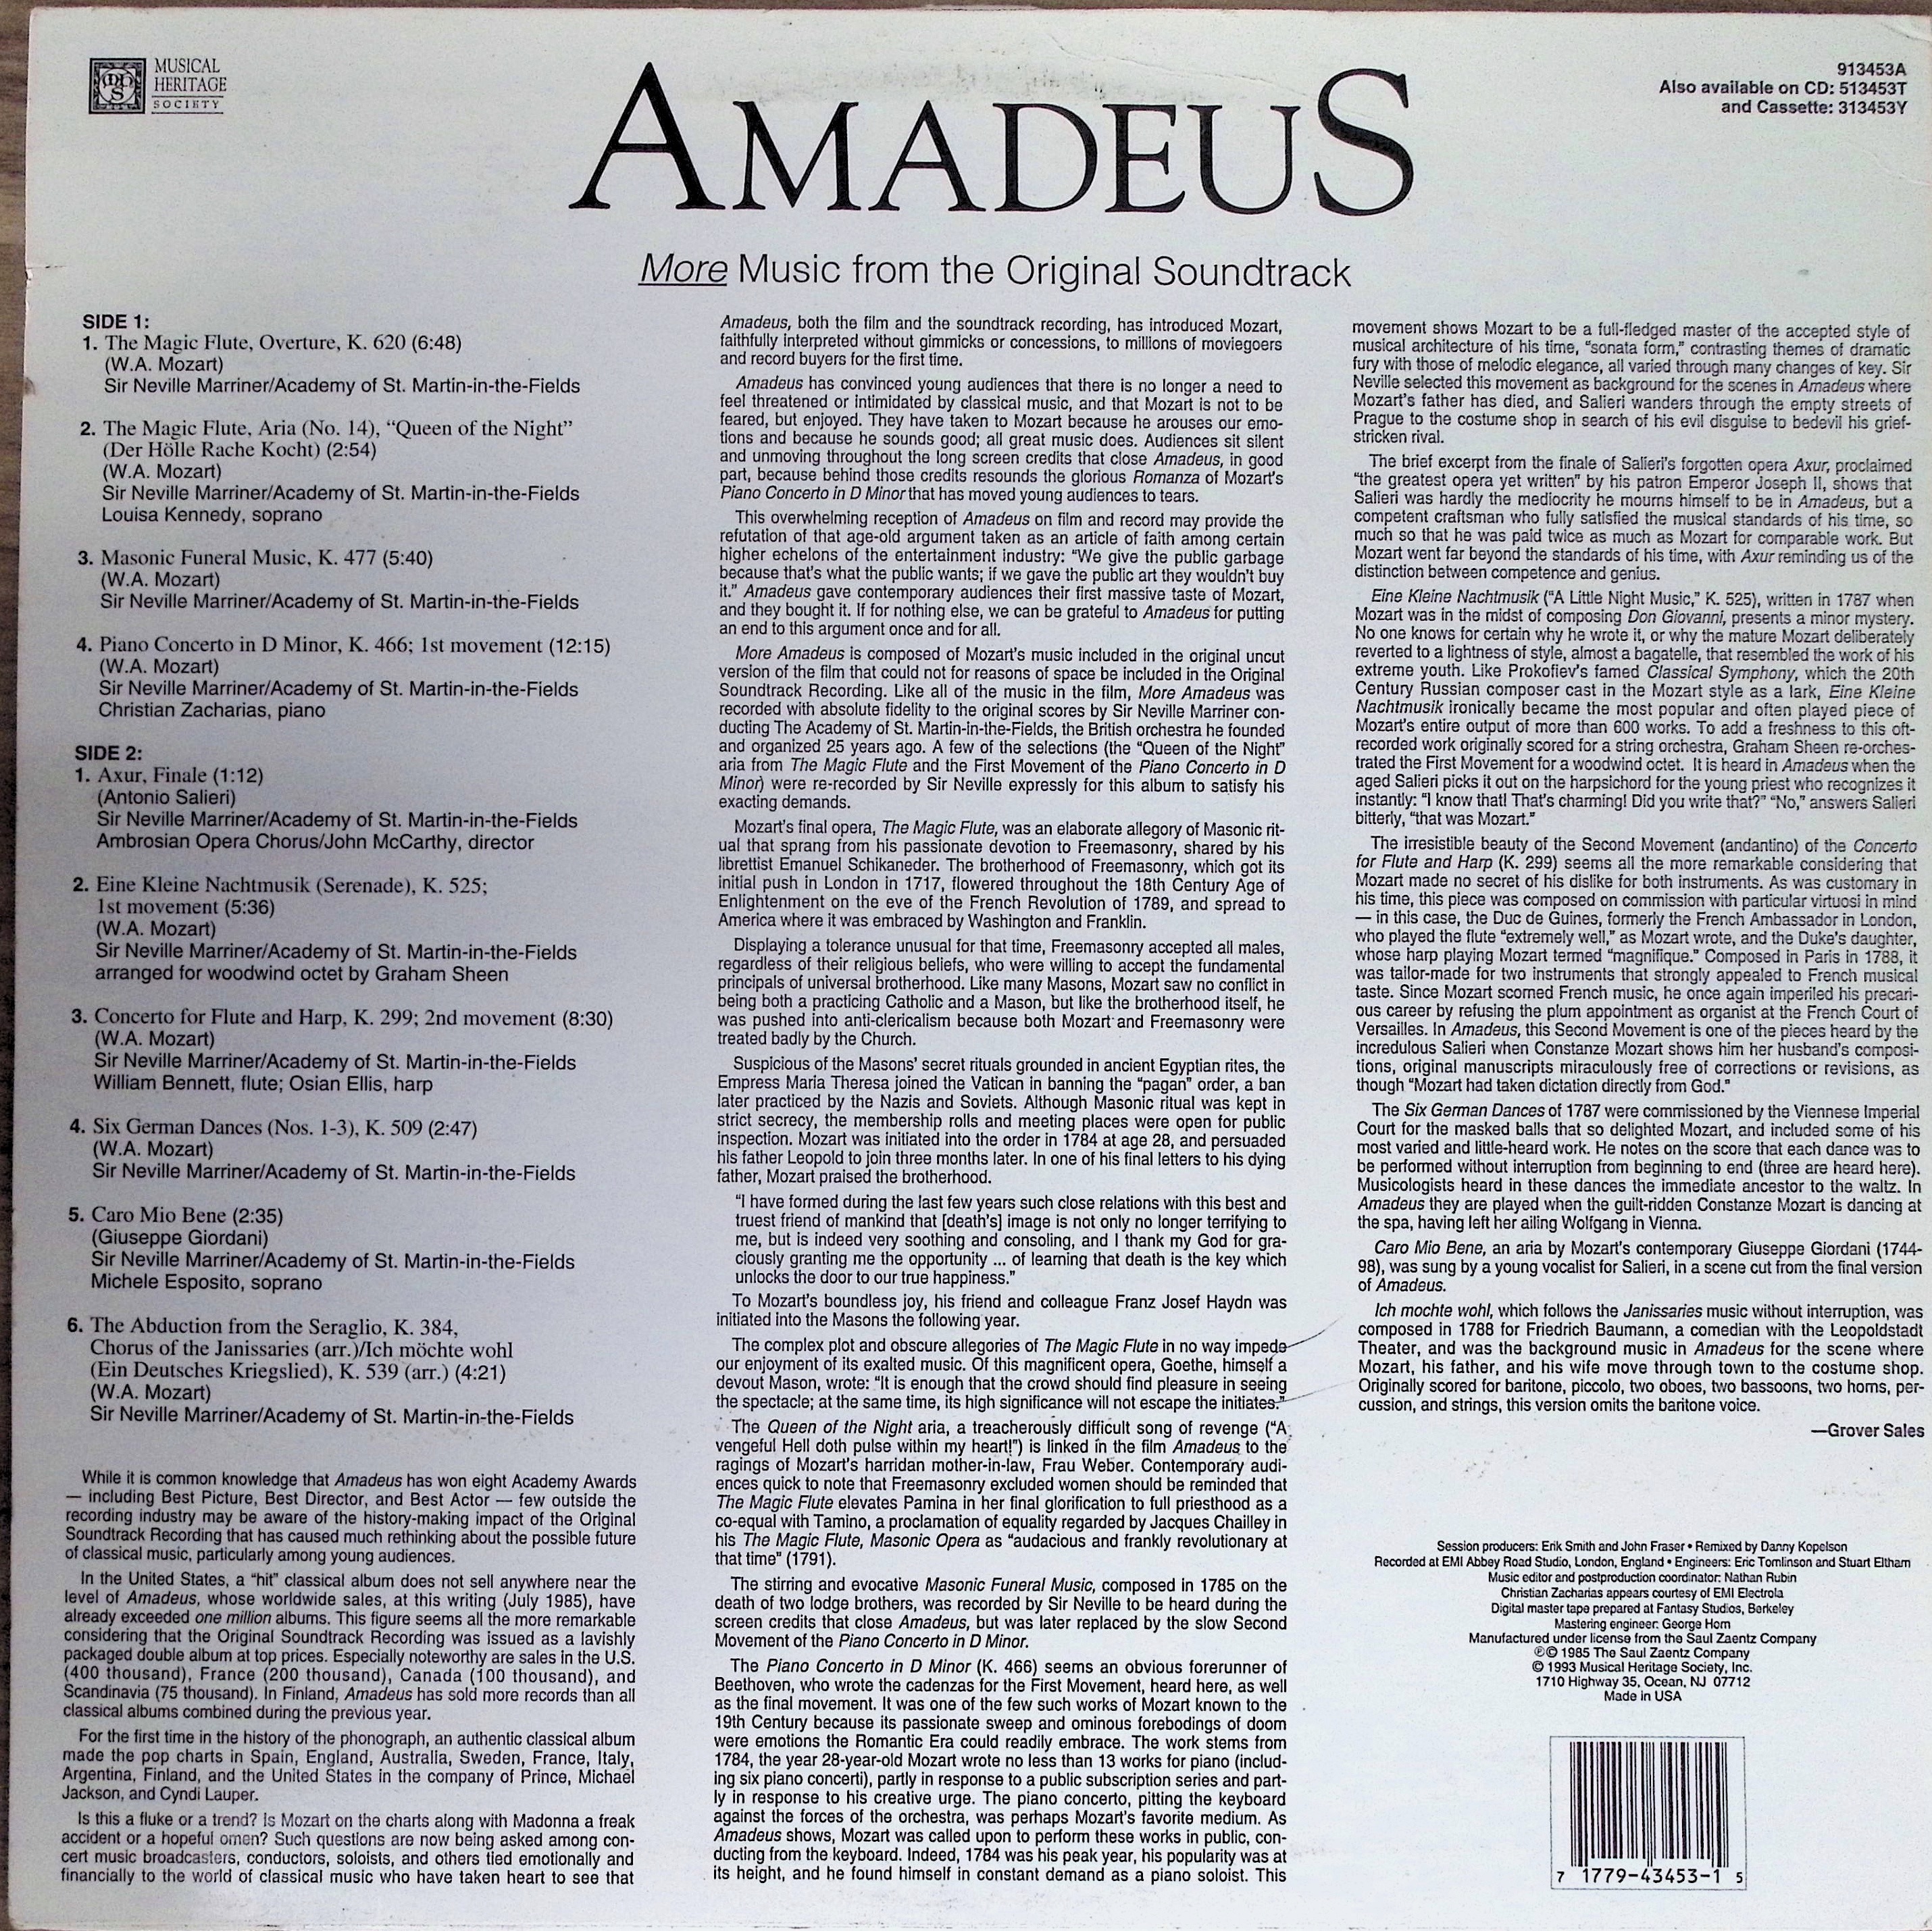 MUSICAL
HERITAGE
SOCIETY
AMADEUS
913453A
Also available on CD: 513453T
and Cassette: 313453Y
More Music from the Original Soundtrack
SIDE 1:
1. The Magic Flute, Overture, K. 620 (6:48)
(W.A. Mozart)
Sir Neville Marriner/Academy of St. Martin-in-the-Fields
2. The Magic Flute, Aria (No. 14), “Queen of the Night”
(Der Hölle Rache Kocht) (2:54)
(W.A. Mozart)
Sir Neville Marriner/Academy of St. Martin-in-the-Fields
Louisa Kennedy, soprano
3. Masonic Funeral Music, K. 477 (5:40)
(W.A. Mozart)
Sir Neville Marriner/Academy of St. Martin-in-the-Fields
4. Piano Concerto in D Minor, K. 466; 1st movement (12:15)
(W.A. Mozart)
Sir Neville Marriner/Academy of St. Martin-in-the-Fields
Christian Zacharias, piano
SIDE 2:
1. Axur, Finale (1:12)
(Antonio Salieri)
Sir Neville Marriner/Academy of St. Martin-in-the-Fields
Ambrosian Opera Chorus/John McCarthy, director
2. Eine Kleine Nachtmusik (Serenade), K. 525;
1st movement (5:36)
(W.A. Mozart)
Sir Neville Marriner/Academy of St. Martin-in-the-Fields
arranged for woodwind octet by Graham Sheen
3. Concerto for Flute and Harp, K. 299; 2nd movement (8:30)
(W.A. Mozart)
Sir Neville Marriner/Academy of St. Martin-in-the-Fields
William Bennett, flute; Osian Ellis, harp
4. Six German Dances (Nos. 1-3), K. 509 (2:47)
(W.A. Mozart)
Sir Neville Marriner/Academy of St. Martin-in-the-Fields
5. Caro Mio Bene (2:35)
(Giuseppe Giordani)
Sir Neville Marriner/Academy of St. Martin-in-the-Fields
Michele Esposito, soprano
6. The Abduction from the Seraglio, K. 384,
Chorus of the Janissaries (arr.)/Ich möchte wohl
(Ein Deutsches Kriegslied), K. 539 (arr.) (4:21)
(W.A. Mozart)
Sir Neville Marriner/Academy of St. Martin-in-the-Fields
While it is common knowledge that Amadeus has won eight Academy Awards
— including Best Picture, Best Director, and Best Actor — few outside the
recording industry may be aware of the history-making impact of the Original
Soundtrack Recording that has caused much rethinking about the possible future
of classical music, particularly among young audiences.
In the United States, a “hit” classical album does not sell anywhere near the
level of Amadeus, whose worldwide sales, at this writing (July 1985), have
already exceeded one million albums. This figure seems all the more remarkable
considering that the Original Soundtrack Recording was issued as a lavishly
packaged double album at top prices. Especially noteworthy are sales in the U.S.
(400 thousand), France (200 thousand), Canada (100 thousand), and
Scandinavia (75 thousand). In Finland, Amadeus has sold more records than all
classical albums combined during the previous year.
For the first time in the history of the phonograph, an authentic classical album
made the pop charts in Spain, England, Australia, Sweden, France, Italy,
Argentina, Finland, and the United States in the company of Prince, Michael
Jackson, and Cyndi Lauper.
Is this a fluke or a trend? Is Mozart on the charts along with Madonna a freak
accident or a hopeful omen? Such questions are now being asked among con-
cert music broadcasters, conductors, soloists, and others tied emotionally and
financially to the world of classical music who have taken heart to see that
Amadeus, both the film and the soundtrack recording, has introduced Mozart,
faithfully interpreted without gimmicks or concessions, to millions of moviegoers
and record buyers for the first time.
Amadeus has convinced young audiences that there is no longer a need to
feel threatened or intimidated by classical music, and that Mozart is not to be
feared, but enjoyed. They have taken to Mozart because he arouses our emo-
tions and because he sounds good; all great music does. Audiences sit silent
and unmoving throughout the long screen credits that close Amadeus, in good
part, because behind those credits resounds the glorious Romanza of Mozart's
Piano Concerto in D Minor that has moved young audiences to tears.
This overwhelming reception of Amadeus on film and record may provide the
refutation of that age-old argument taken as an article of faith among certain
higher echelons of the entertainment industry: “We give the public garbage
because that's what the public wants; if we gave the public art they wouldn't buy
it.” Amadeus gave contemporary audiences their first massive taste of Mozart,
and they bought it. If for nothing else, we can be grateful to Amadeus for putting
an end to this argument once and for all.
More Amadeus is composed of Mozart's music included in the original uncut
version of the film that could not for reasons of space be included in the Original
Soundtrack Recording. Like all of the music in the film, More Amadeus was
recorded with absolute fidelity to the original scores by Sir Neville Marriner con-
ducting The Academy of St. Martin-in-the-Fields, the British orchestra he founded
and organized 25 years ago. A few of the selections (the “Queen of the Night”
aria from The Magic Flute and the First Movement of the Piano Concerto in D
Minor) were re-recorded by Sir Neville expressly for this album to satisfy his
exacting demands.
Mozart's final opera, The Magic Flute, was an elaborate allegory of Masonic rit-
ual that sprang from his passionate devotion to Freemasonry, shared by his
librettist Emanuel Schikaneder. The brotherhood of Freemasonry, which got its
initial push in London in 1717, flowered throughout the 18th Century Age of
Enlightenment on the eve of the French Revolution of 1789, and spread to
America where it was embraced by Washington and Franklin.
Displaying a tolerance unusual for that time, Freemasonry accepted all males,
regardless of their religious beliefs, who were willing to accept the fundamental
principals of universal brotherhood. Like many Masons, Mozart saw no conflict in
being both a practicing Catholic and a Mason, but like the brotherhood itself, he
was pushed into anti-clericalism because both Mozart and Freemasonry were
treated badly by the Church.
Suspicious of the Masons' secret rituals grounded in ancient Egyptian rites, the
Empress Maria Theresa joined the Vatican in banning the “pagan” order, a ban
later practiced by the Nazis and Soviets. Although Masonic ritual was kept in
strict secrecy, the membership rolls and meeting places were open for public
inspection. Mozart was initiated into the order in 1784 at age 28, and persuaded
his father Leopold to join three months later. In one of his final letters to his dying
father, Mozart praised the brotherhood.
“I have formed during the last few years such close relations with this best and
truest friend of mankind that [death's] image is not only no longer terrifying to
me, but is indeed very soothing and consoling, and I thank my God for gra-
ciously granting me the opportunity ... of learning that death is the key which
unlocks the door to our true happiness.”
To Mozart's boundless joy, his friend and colleague Franz Josef Haydn was
initiated into the Masons the following year.
The complex plot and obscure allegories of The Magic Flute in no way impede
our enjoyment of its exalted music. Of this magnificent opera, Goethe, himself a
devout Mason, wrote: “It is enough that the crowd should find pleasure in seeing
the spectacle; at the same time, its high significance will not escape the initiates.”
The Queen of the Night aria, a treacherously difficult song of revenge (“A
vengeful Hell doth pulse within my heart!”) is linked in the film Amadeus to the
ragings of Mozart's harridan mother-in-law, Frau Weber. Contemporary audi-
ences quick to note that Freemasonry excluded women should be reminded that
The Magic Flute elevates Pamina in her final glorification to full priesthood as a
co-equal with Tamino, a proclamation of equality regarded by Jacques Chailley in
his The Magic Flute, Masonic Opera as “audacious and frankly revolutionary at
that time” (1791).
The stirring and evocative Masonic Funeral Music, composed in 1785 on the
death of two lodge brothers, was recorded by Sir Neville to be heard during the
screen credits that close Amadeus, but was later replaced by the slow Second
Movement of the Piano Concerto in D Minor.
The Piano Concerto in D Minor (K. 466) seems an obvious forerunner of
Beethoven, who wrote the cadenzas for the First Movement, heard here, as well
as the final movement. It was one of the few such works of Mozart known to the
19th Century because its passionate sweep and ominous forebodings of doom
were emotions the Romantic Era could readily embrace. The work stems from
1784, the year 28-year-old Mozart wrote no less than 13 works for piano (includ-
ing six piano concerti), partly in response to a public subscription series and part-
ly in response to his creative urge. The piano concerto, pitting the keyboard
against the forces of the orchestra, was perhaps Mozart's favorite medium. As
Amadeus shows, Mozart was called upon to perform these works in public, con-
ducting from the keyboard. Indeed, 1784 was his peak year, his popularity was at
its height, and he found himself in constant demand as a piano soloist. This
movement shows Mozart to be a full-fledged master of the accepted style of
musical architecture of his time, “sonata form,” contrasting themes of dramatic
fury with those of melodic elegance, all varied through many changes of key. Sir
Neville selected this movement as background for the scenes in Amadeus where
Mozart's father has died, and Salieri wanders through the empty streets of
Prague to the costume shop in search of his evil disguise to bedevil his grief-
stricken rival.
The brief excerpt from the finale of Salieri's forgotten opera Axur, proclaimed
“the greatest opera yet written” by his patron Emperor Joseph II, shows that
Salieri was hardly the mediocrity he mourns himself to be in Amadeus, but a
competent craftsman who fully satisfied the musical standards of his time, so
much so that he was paid twice as much as Mozart for comparable work. But
Mozart went far beyond the standards of his time, with Axur reminding us of the
distinction between competence and genius.
Eine Kleine Nachtmusik (“A Little Night Music,” K. 525), written in 1787 when
Mozart was in the midst of composing Don Giovanni, presents a minor mystery.
No one knows for certain why he wrote it, or why the mature Mozart deliberately
reverted to a lightness of style, almost a bagatelle, that resembled the work of his
extreme youth. Like Prokofiev's famed Classical Symphony, which the 20th
Century Russian composer cast in the Mozart style as a lark, Eine Kleine
Nachtmusik ironically became the most popular and often played piece of
Mozart's entire output of more than 600 works. To add a freshness to this oft-
recorded work originally scored for a string orchestra, Graham Sheen re-orches-
trated the First Movement for a woodwind octet. It is heard in Amadeus when the
aged Salieri picks it out on the harpsichord for the young priest who recognizes it
instantly: “I know that! That's charming! Did you write that?” “No,” answers Salieri
bitterly, “that was Mozart.”
The irresistible beauty of the Second Movement (andantino) of the Concerto
for Flute and Harp (K. 299) seems all the more remarkable considering that
Mozart made no secret of his dislike for both instruments. As was customary in
his time, this piece was composed on commission with particular virtuosi in mind
— in this case, the Duc de Guines, formerly the French Ambassador in London,
who played the flute “extremely well,” as Mozart wrote, and the Duke's daughter,
whose harp playing Mozart termed “magnifique.” Composed in Paris in 1788, it
was tailor-made for two instruments that strongly appealed to French musical
taste. Since Mozart scorned French music, he once again imperiled his precari-
ous career by refusing the plum appointment as organist at the French Court of
Versailles. In Amadeus, this Second Movement is one of the pieces heard by the
incredulous Salieri when Constanze Mozart shows him her husband's composi-
tions, original manuscripts miraculously free of corrections or revisions, as
though “Mozart had taken dictation directly from God.”
The Six German Dances of 1787 were commissioned by the Viennese Imperial
Court for the masked balls that so delighted Mozart, and included some of his
most varied and little-heard work. He notes on the score that each dance was to
be performed without interruption from beginning to end (three are heard here).
Musicologists heard in these dances the immediate ancestor to the waltz. In
Amadeus they are played when the guilt-ridden Constanze Mozart is dancing at
the spa, having left her ailing Wolfgang in Vienna.
Caro Mio Bene, an aria by Mozart's contemporary Giuseppe Giordani (1744-
98), was sung by a young vocalist for Salieri, in a scene cut from the final version
of Amadeus.
Ich mochte wohl, which follows the Janissaries music without interruption, was
composed in 1788 for Friedrich Baumann, a comedian with the Leopoldstadt
Theater, and was the background music in Amadeus for the scene where
Mozart, his father, and his wife move through town to the costume shop.
Originally scored for baritone, piccolo, two oboes, two bassoons, two horns, per-
cussion, and strings, this version omits the baritone voice.
—Grover Sales
Session producers: Erik Smith and John Fraser • Remixed by Danny Kopelson
Recorded at EMI Abbey Road Studio, London, England • Engineers: Eric Tomlinson and Stuart Eltham
Music editor and postproduction coordinator: Nathan Rubin
Christian Zacharias appears courtesy of EMI Electrola
Digital master tape prepared at Fantasy Studios, Berkeley
Mastering engineer: George Horn
Manufactured under license from the Saul Zaentz Company
℗© 1985 The Saul Zaentz Company
© 1993 Musical Heritage Society, Inc.
1710 Highway 35, Ocean, NJ 07712
Made in USA
7 1779-43453-1 5